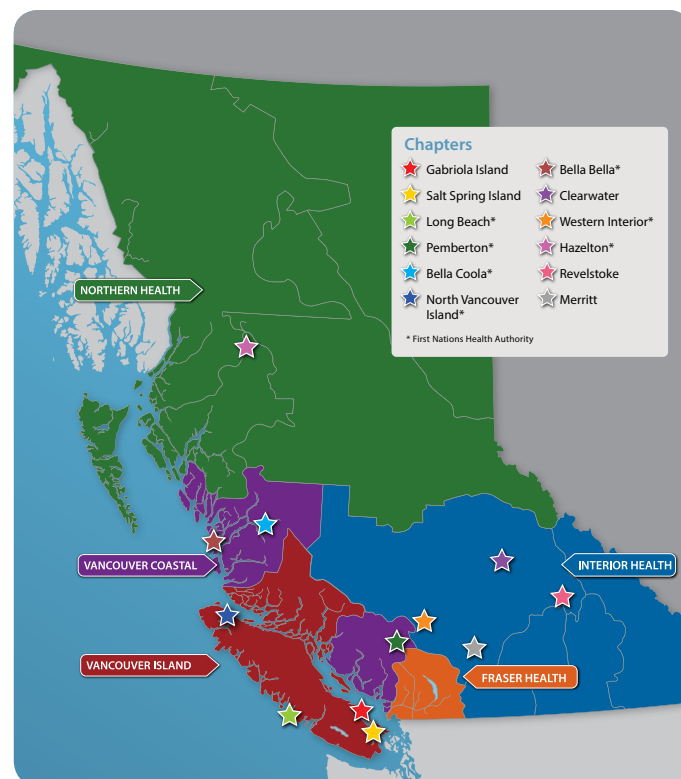 Chapters
Gabriola Island
Salt Spring Island
Long Beach*
Pemberton*
Bella Coola*
North Vancouver
Island*
Bella Bella*
Clearwater
Western Interior*
Hazelton*
Revelstoke
Merritt
* First Nations Health Authority
NORTHERN HEALTH
VANCOUVER COASTAL
INTERIOR HEALTH
VANCOUVER ISLAND
FRASER HEALTH